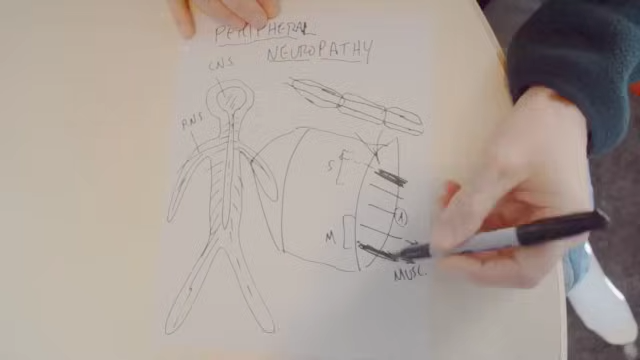 PERIPHERAL
NEUROPATHY
CNS
PNS
S
A
M
MUSC.